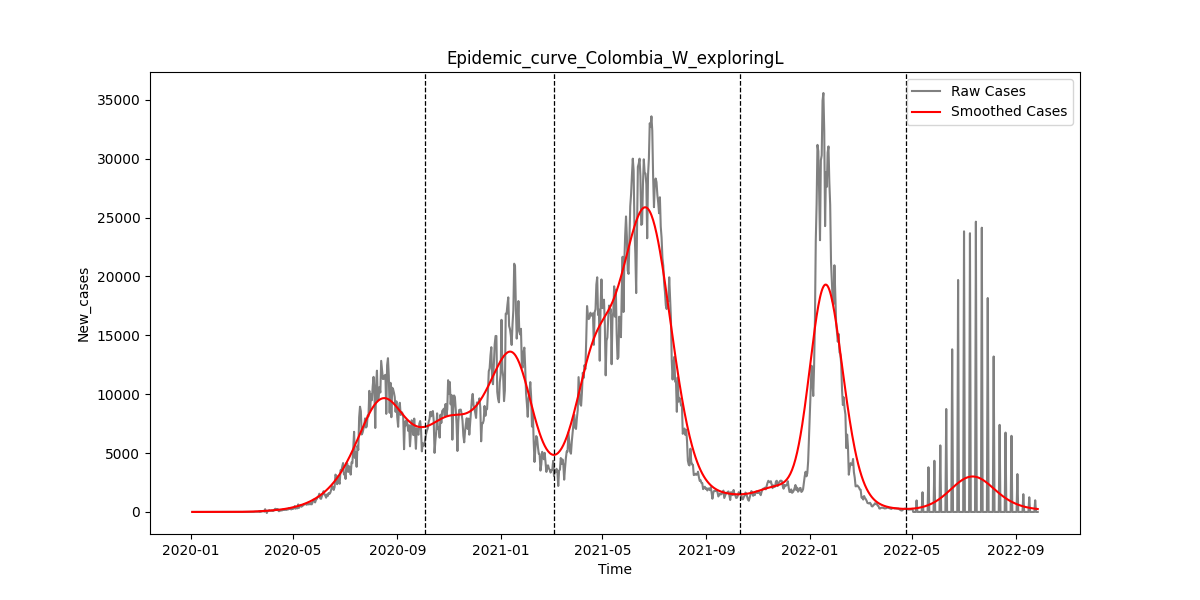 Epidemic_curve_Colombia_W_exploringL
Raw Cases
Smoothed Cases
New_cases
35000
30000
25000
20000
15000
10000
5000
0
2020-01 2020-05 2020-09 2021-01 2021-05 2021-09 2022-01 2022-05 2022-09
Time